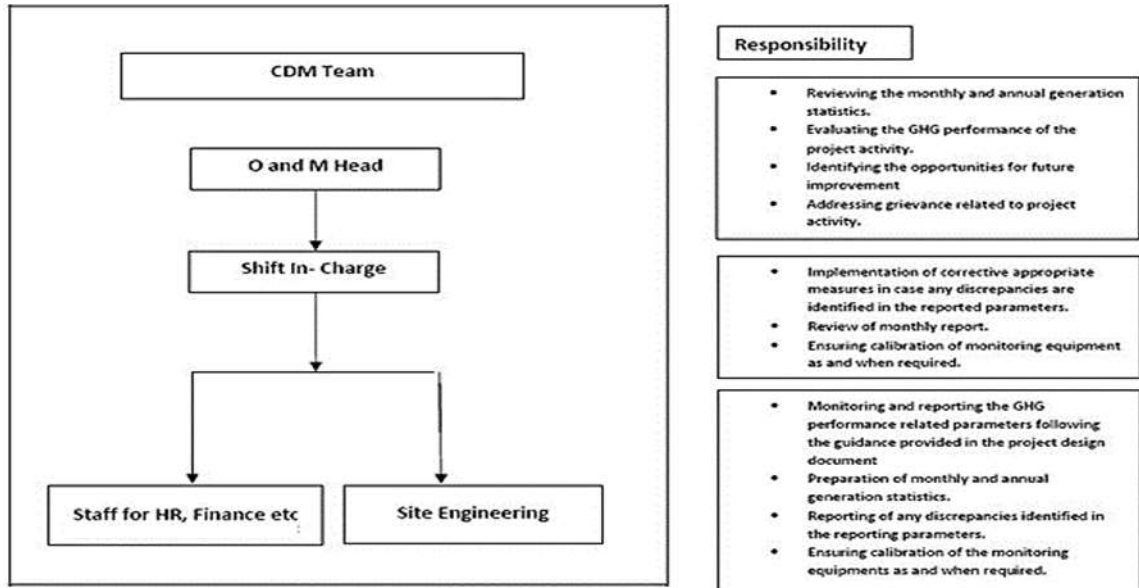 CDM Team
O and M Head
Shift In- Charge
Staff for HR, Finance etc
Site Engineering
Responsibility
• Reviewing the monthly and annual generation
statistics.
• Evaluating the GHG performance of the
project activity.
• Identifying the opportunities for future
improvement
• Addressing grievance related to project
activity.
• Implementation of corrective appropriate
measures in case any discrepancies are
identified in the reported parameters.
• Review of monthly report.
• Ensuring calibration of monitoring equipment
as and when required.
• Monitoring and reporting the GHG
performance related parameters following
the guidance provided in the project design
document
• Preparation of monthly and annual
generation statistics.
• Reporting of any discrepancies identified in
the reporting parameters.
• Ensuring calibration of the monitoring
equipments as and when required.